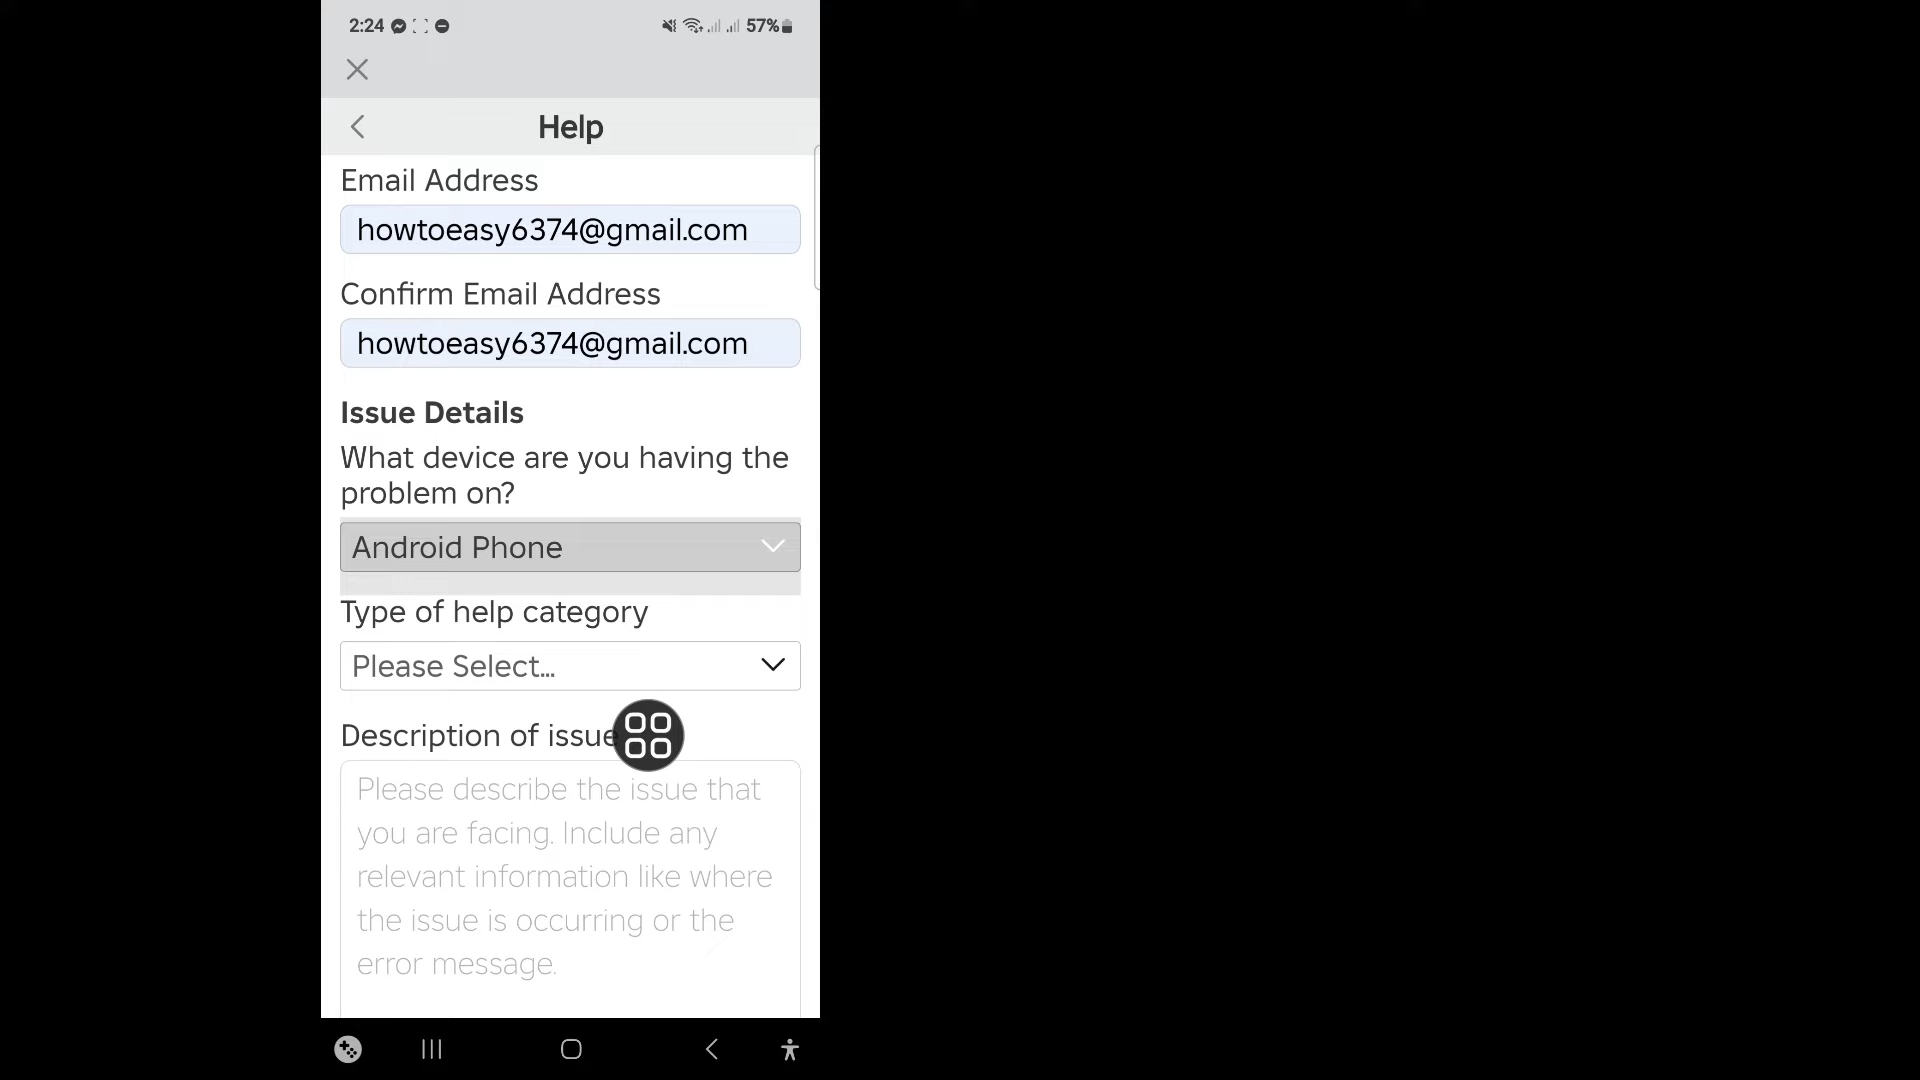 2:24
57%
Help
Email Address
howtoeasy6374@gmail.com
Confirm Email Address
howtoeasy6374@gmail.com
Issue Details
What device are you having the
problem on?
Android Phone
Type of help category
Please Select...
Description of issue
Please describe the issue that
you are facing. Include any
relevant information like where
the issue is occurring or the
error message.